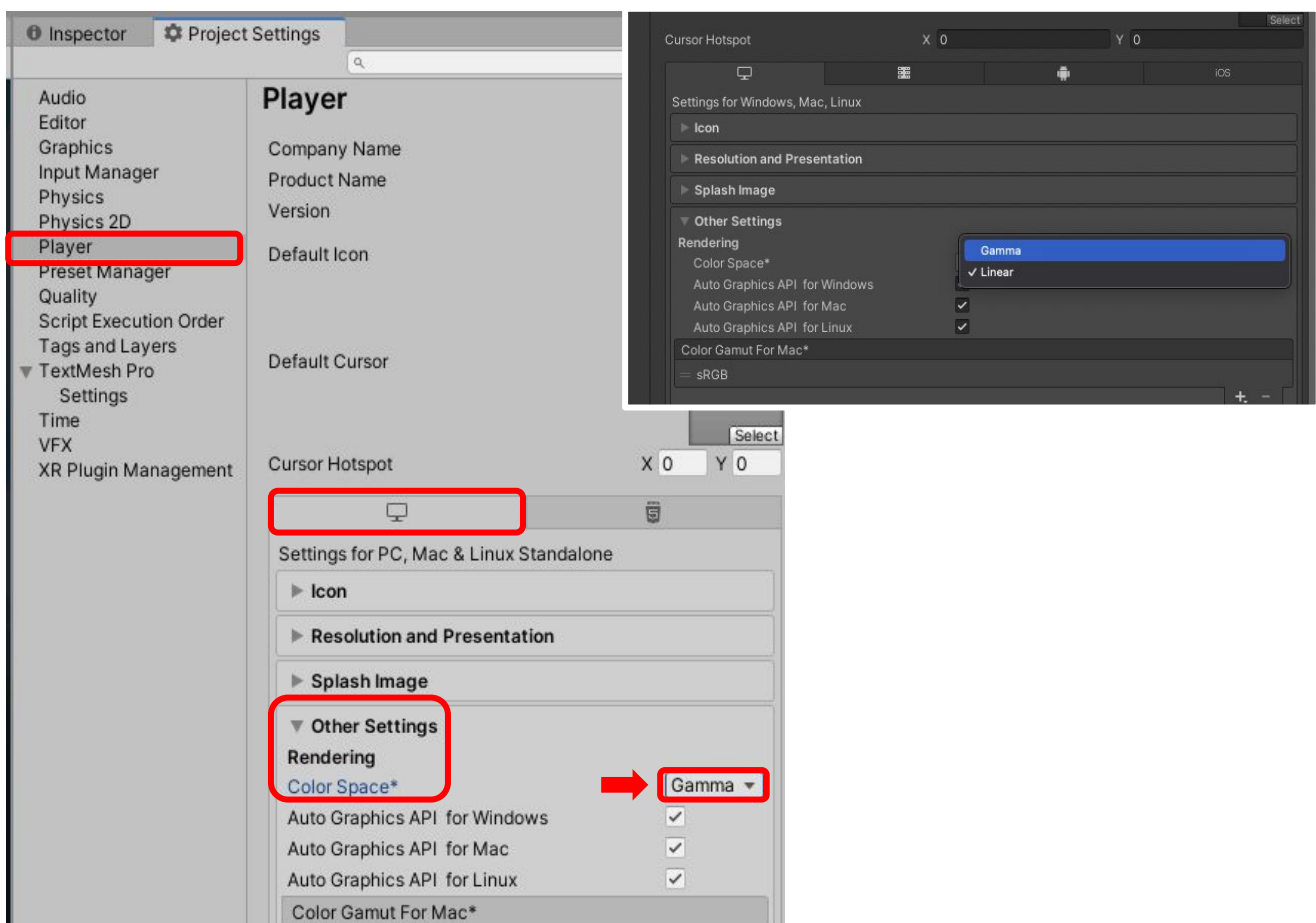 Inspector
Project Settings
Audio
Editor
Graphics
Input Manager
Physics
Physics 2D
Player
Preset Manager
Quality
Script Execution Order
Tags and Layers
TextMesh Pro
Settings
Time
VFX
XR Plugin Management
Player
Company Name
Product Name
Version
Default Icon
Default Cursor
Select
Cursor Hotspot X 0 Y 0
Settings for PC, Mac & Linux Standalone
Icon
Resolution and Presentation
Splash Image
Other Settings
Rendering
Color Space* Gamma
Auto Graphics API for Windows
Auto Graphics API for Mac
Auto Graphics API for Linux
Color Gamut For Mac*
Select
Cursor Hotspot X 0 Y 0
iOS
Settings for Windows, Mac, Linux
Icon
Resolution and Presentation
Splash Image
Other Settings
Rendering
Gamma
Color Space*
Linear
Auto Graphics API for Windows
Auto Graphics API for Mac
Auto Graphics API for Linux
Color Gamut For Mac*
sRGB